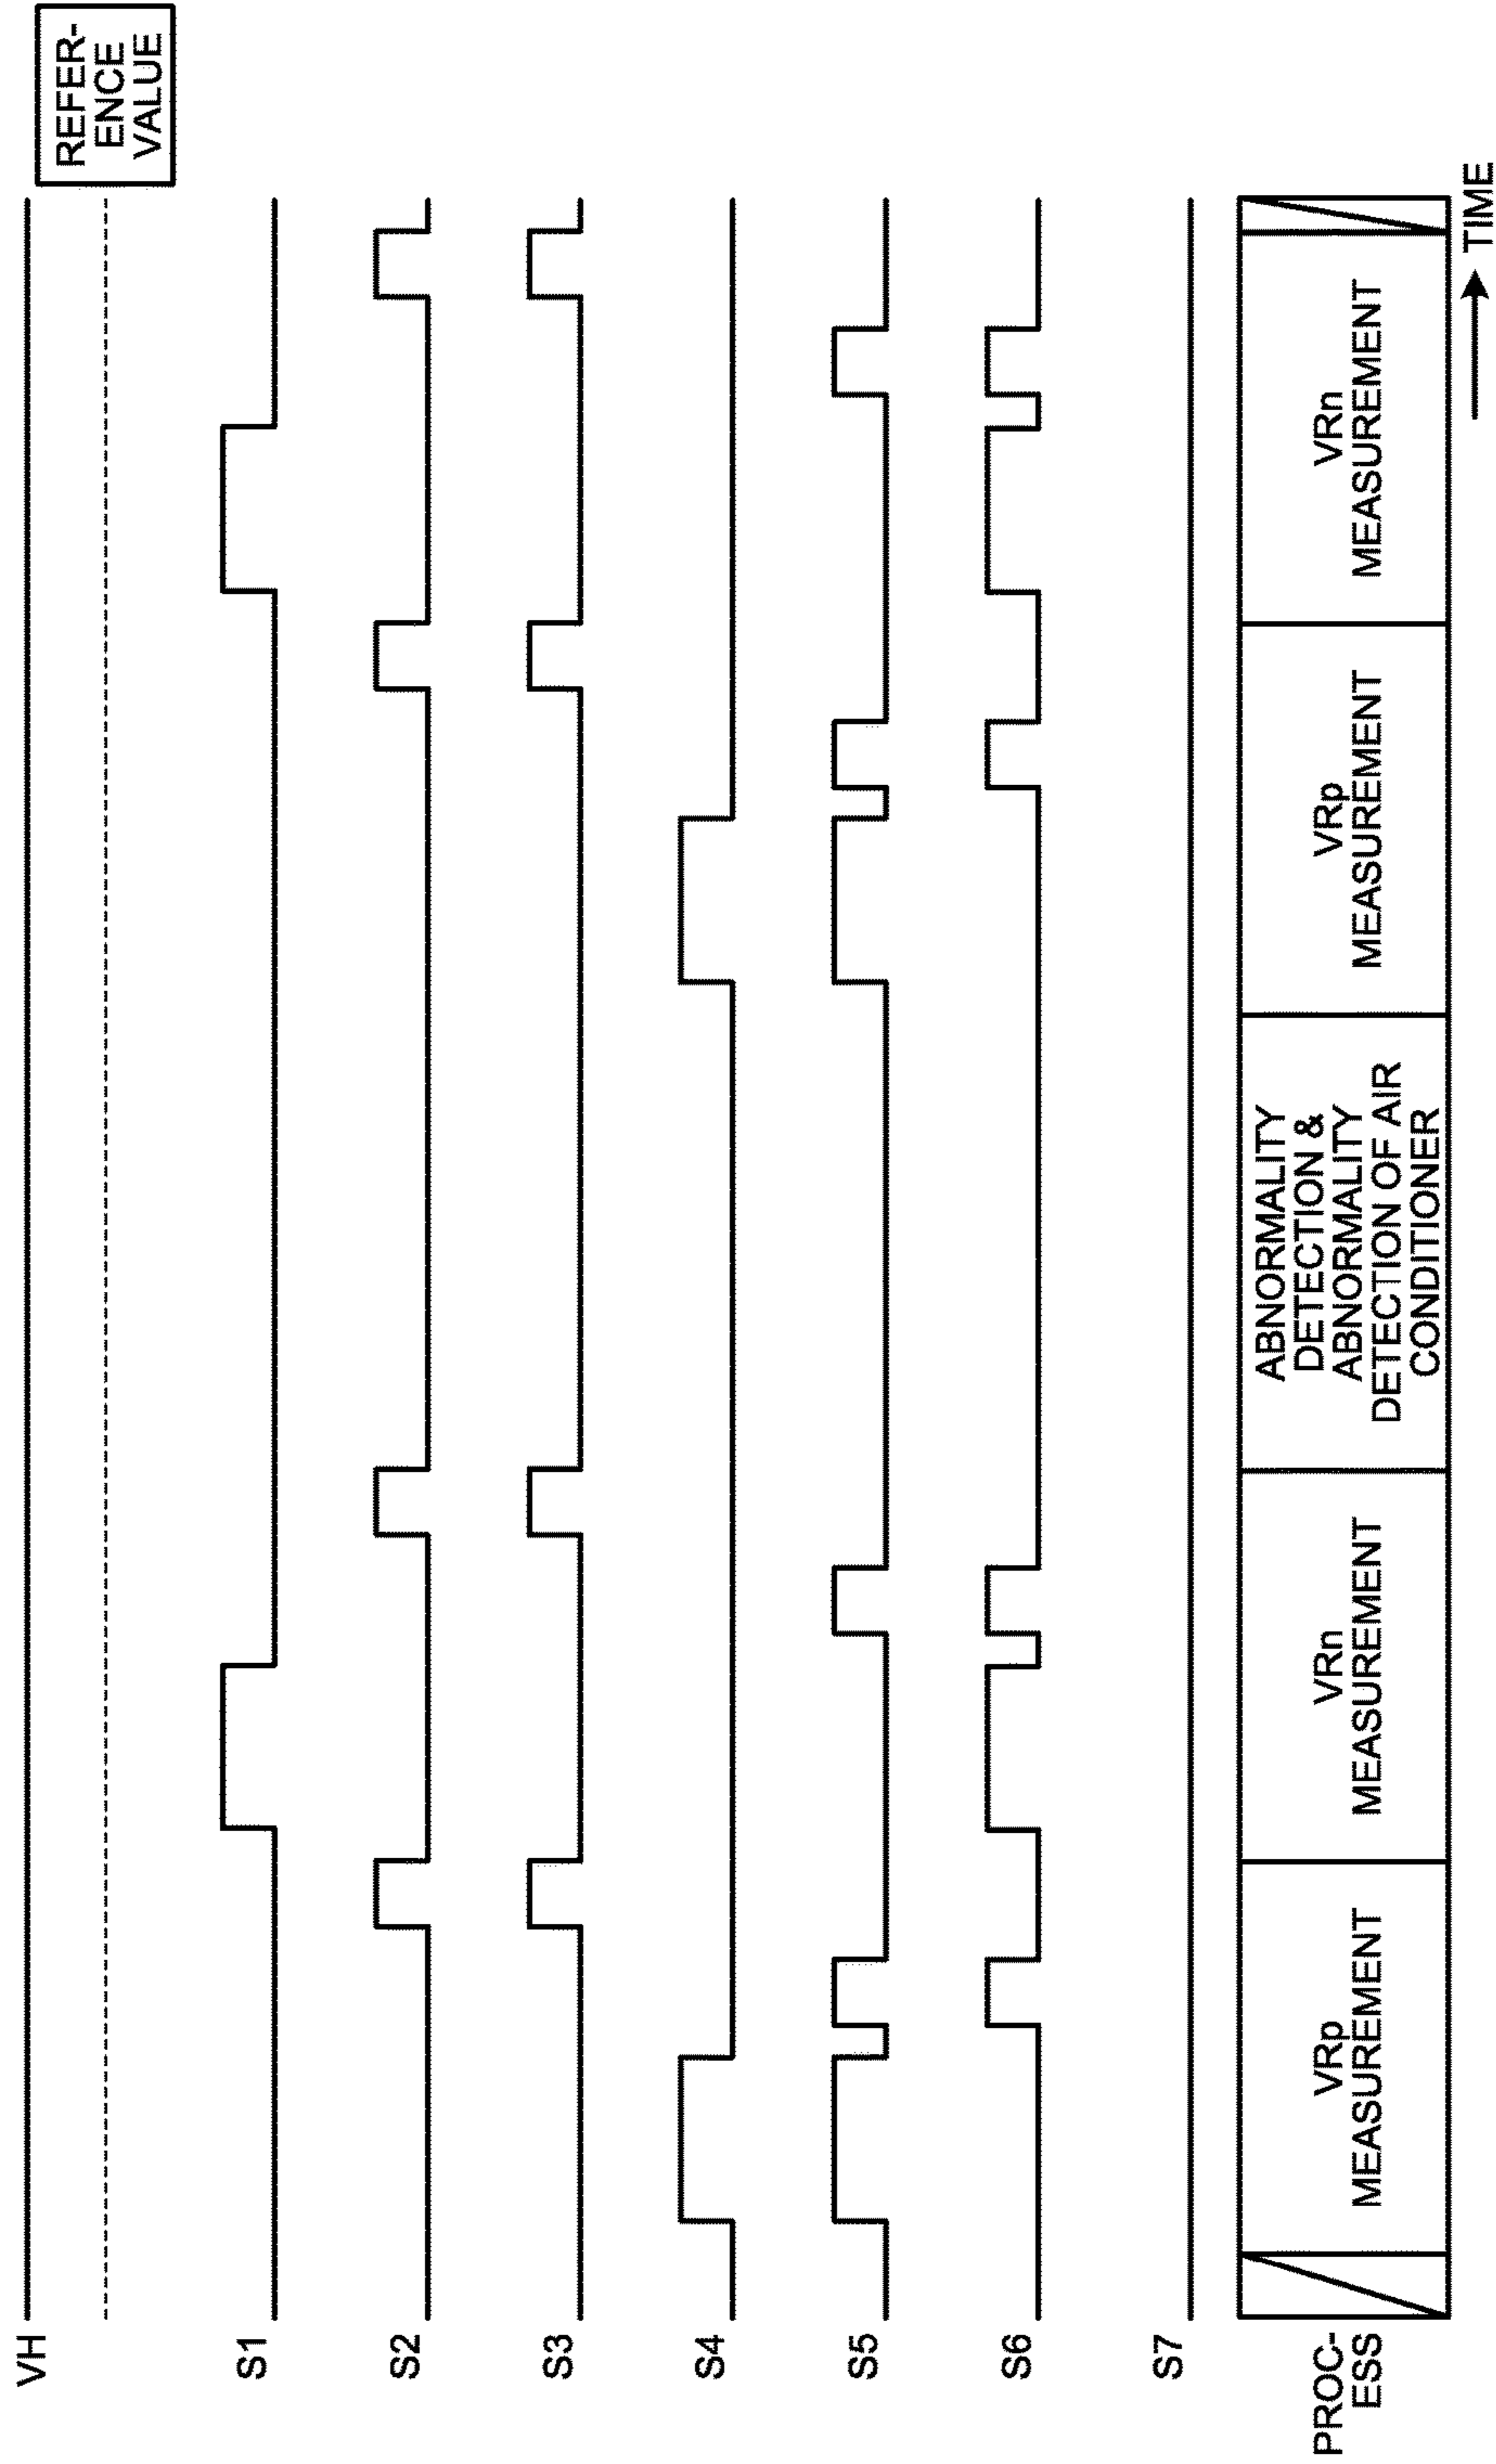 VH
REFER-
ENCE
VALUE
S1
S2
S3
S4
S5
S6
S7
PROC-
ESS
VRp
MEASUREMENT
VRn
MEASUREMENT
ABNORMALITY
DETECTION &
ABNORMALITY
DETECTION OF AIR
CONDITIONER
VRp
MEASUREMENT
VRn
MEASUREMENT
TIME